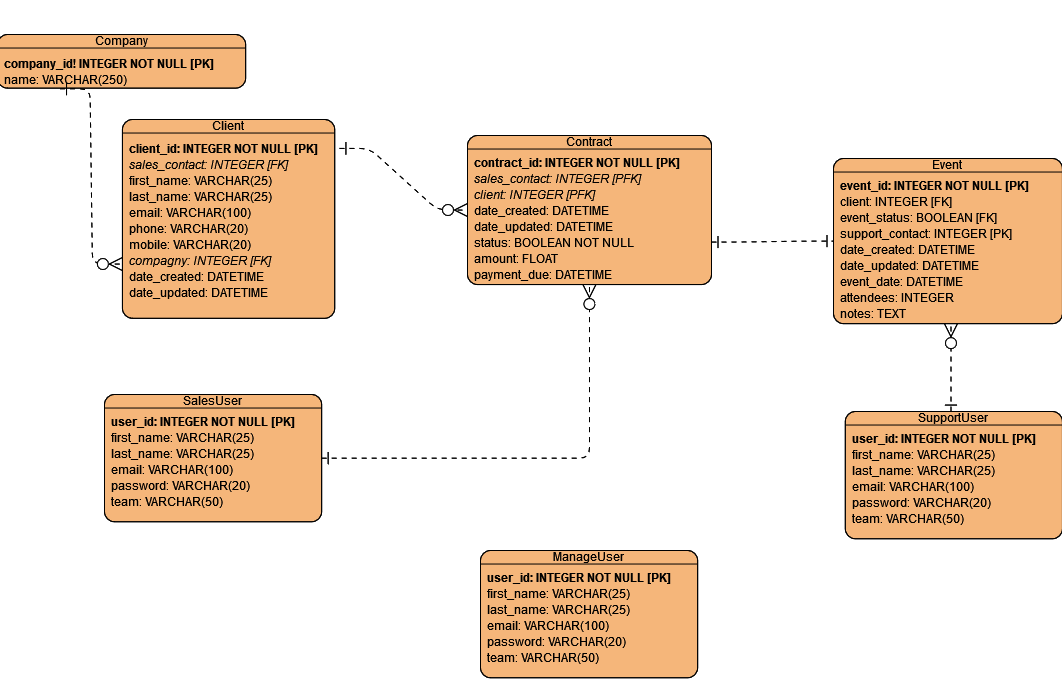 Company
company_id! INTEGER NOT NULL [PK]
name: VARCHAR(250)
Client
client_id: INTEGER NOT NULL [PK]
sales_contact: INTEGER [FK]
first_name: VARCHAR(25)
last_name: VARCHAR(25)
email: VARCHAR(100)
phone: VARCHAR(20)
mobile: VARCHAR(20)
compagny: INTEGER [FK]
date_created: DATETIME
date_updated: DATETIME
Contract
contract_id: INTEGER NOT NULL [PK]
sales_contact: INTEGER [PFK]
client: INTEGER [PFK]
date_created: DATETIME
date_updated: DATETIME
status: BOOLEAN NOT NULL
amount: FLOAT
payment_due: DATETIME
Event
event_id: INTEGER NOT NULL [PK]
client: INTEGER [FK]
event_status: BOOLEAN [FK]
support_contact: INTEGER [PK]
date_created: DATETIME
date_updated: DATETIME
event_date: DATETIME
attendees: INTEGER
notes: TEXT
SalesUser
user_id: INTEGER NOT NULL [PK]
first_name: VARCHAR(25)
last_name: VARCHAR(25)
email: VARCHAR(100)
password: VARCHAR(20)
team: VARCHAR(50)
SupportUser
user_id: INTEGER NOT NULL [PK]
first_name: VARCHAR(25)
last_name: VARCHAR(25)
email: VARCHAR(100)
password: VARCHAR(20)
team: VARCHAR(50)
ManageUser
user_id: INTEGER NOT NULL [PK]
first_name: VARCHAR(25)
last_name: VARCHAR(25)
email: VARCHAR(100)
password: VARCHAR(20)
team: VARCHAR(50)